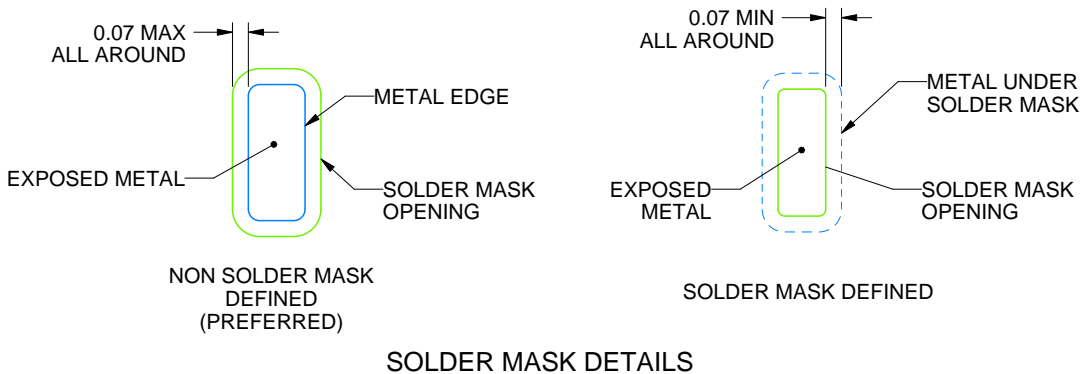 0.07 MAX
ALL AROUND
METAL EDGE
EXPOSED METAL
SOLDER MASK
OPENING
NON SOLDER MASK
DEFINED
(PREFERRED)
0.07 MIN
ALL AROUND
METAL UNDER
SOLDER MASK
EXPOSED
METAL
SOLDER MASK
OPENING
SOLDER MASK DEFINED
SOLDER MASK DETAILS